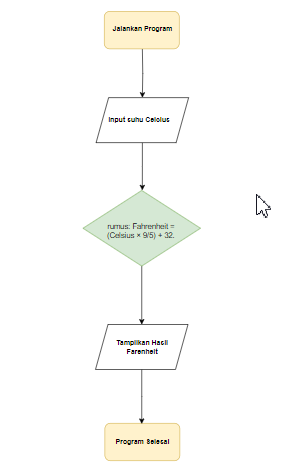 Jalankan Program
Input suhu Celcius
rumus: Fahrenheit =
(Celsius × 9/5) + 32.
Tampilkan Hasil
Farenheit
Program Selesai